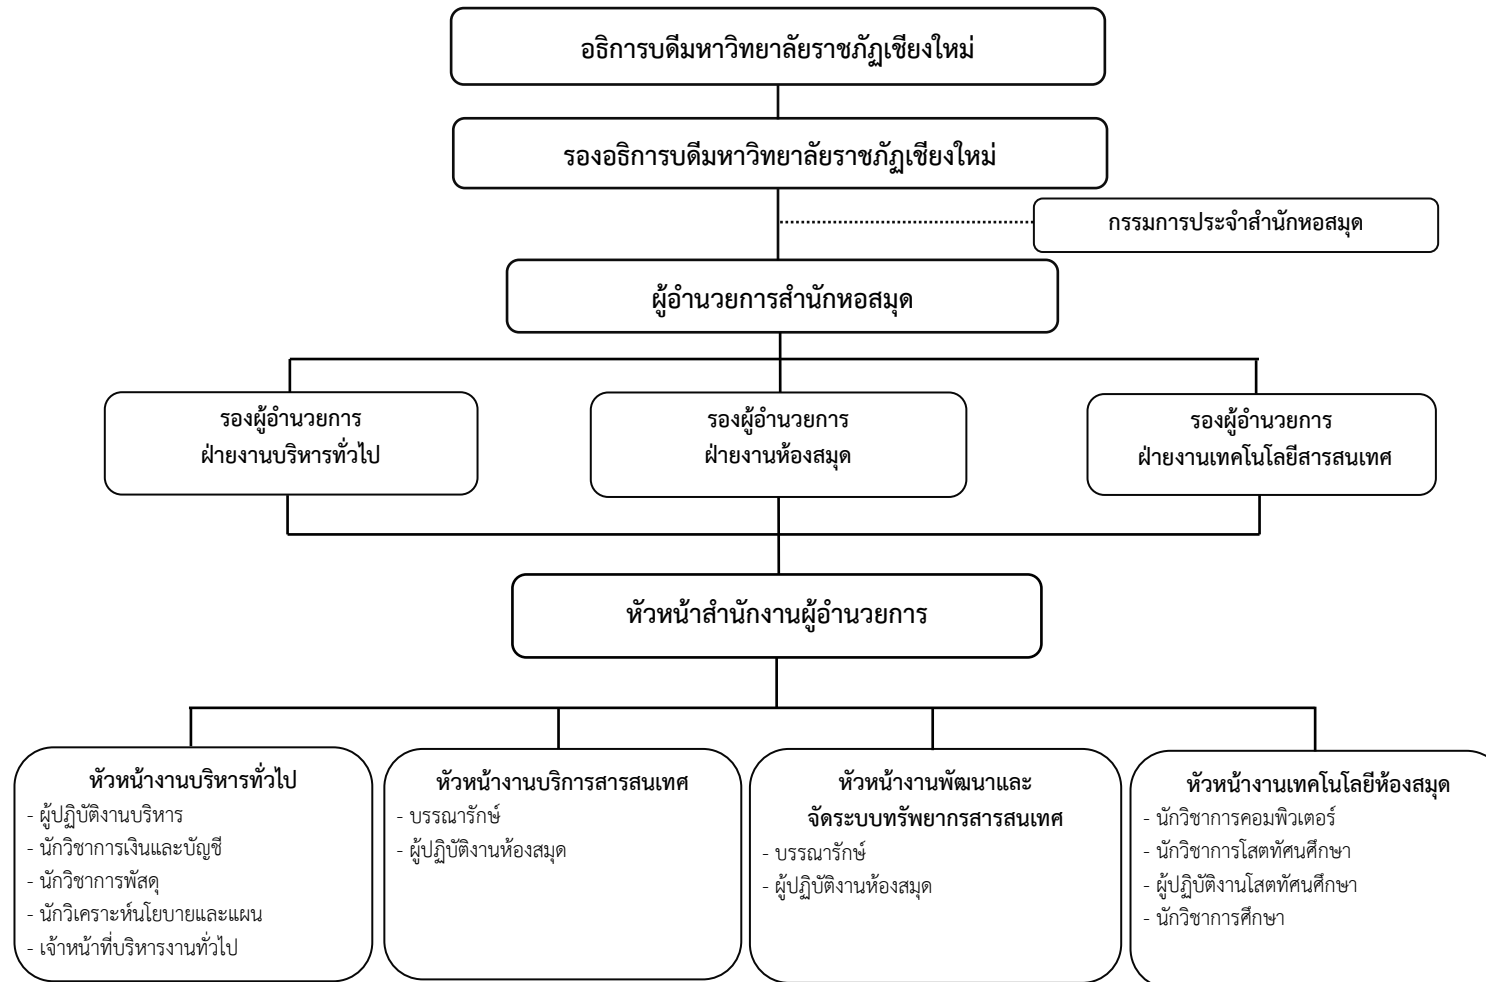 อธิการบดีมหาวิทยาลัยราชภัฏเชียงใหม่
รองอธิการบดีมหาวิทยาลัยราชภัฏเชียงใหม่
กรรมการประจำสำนักหอสมุด
ผู้อำนวยการสำนักหอสมุด
รองผู้อำนวยการ
ฝ่ายงานบริหารทั่วไป
รองผู้อำนวยการ
ฝ่ายงานห้องสมุด
รองผู้อำนวยการ
ฝ่ายงานเทคโนโลยีสารสนเทศ
หัวหน้าสำนักงานผู้อำนวยการ
หัวหน้างานบริหารทั่วไป
- ผู้ปฏิบัติงานบริหาร
- นักวิชาการเงินและบัญชี
- นักวิชาการพัสดุ
- นักวิเคราะห์นโยบายและแผน
- เจ้าหน้าที่บริหารงานทั่วไป
หัวหน้างานบริการสารสนเทศ
- บรรณารักษ์
- ผู้ปฏิบัติงานห้องสมุด
หัวหน้างานพัฒนาและ
จัดระบบทรัพยากรสารสนเทศ
- บรรณารักษ์
- ผู้ปฏิบัติงานห้องสมุด
หัวหน้างานเทคโนโลยีห้องสมุด
- นักวิชาการคอมพิวเตอร์
- นักวิชาการโสตทัศนศึกษา
- ผู้ปฏิบัติงานโสตทัศนศึกษา
- นักวิชาการศึกษา